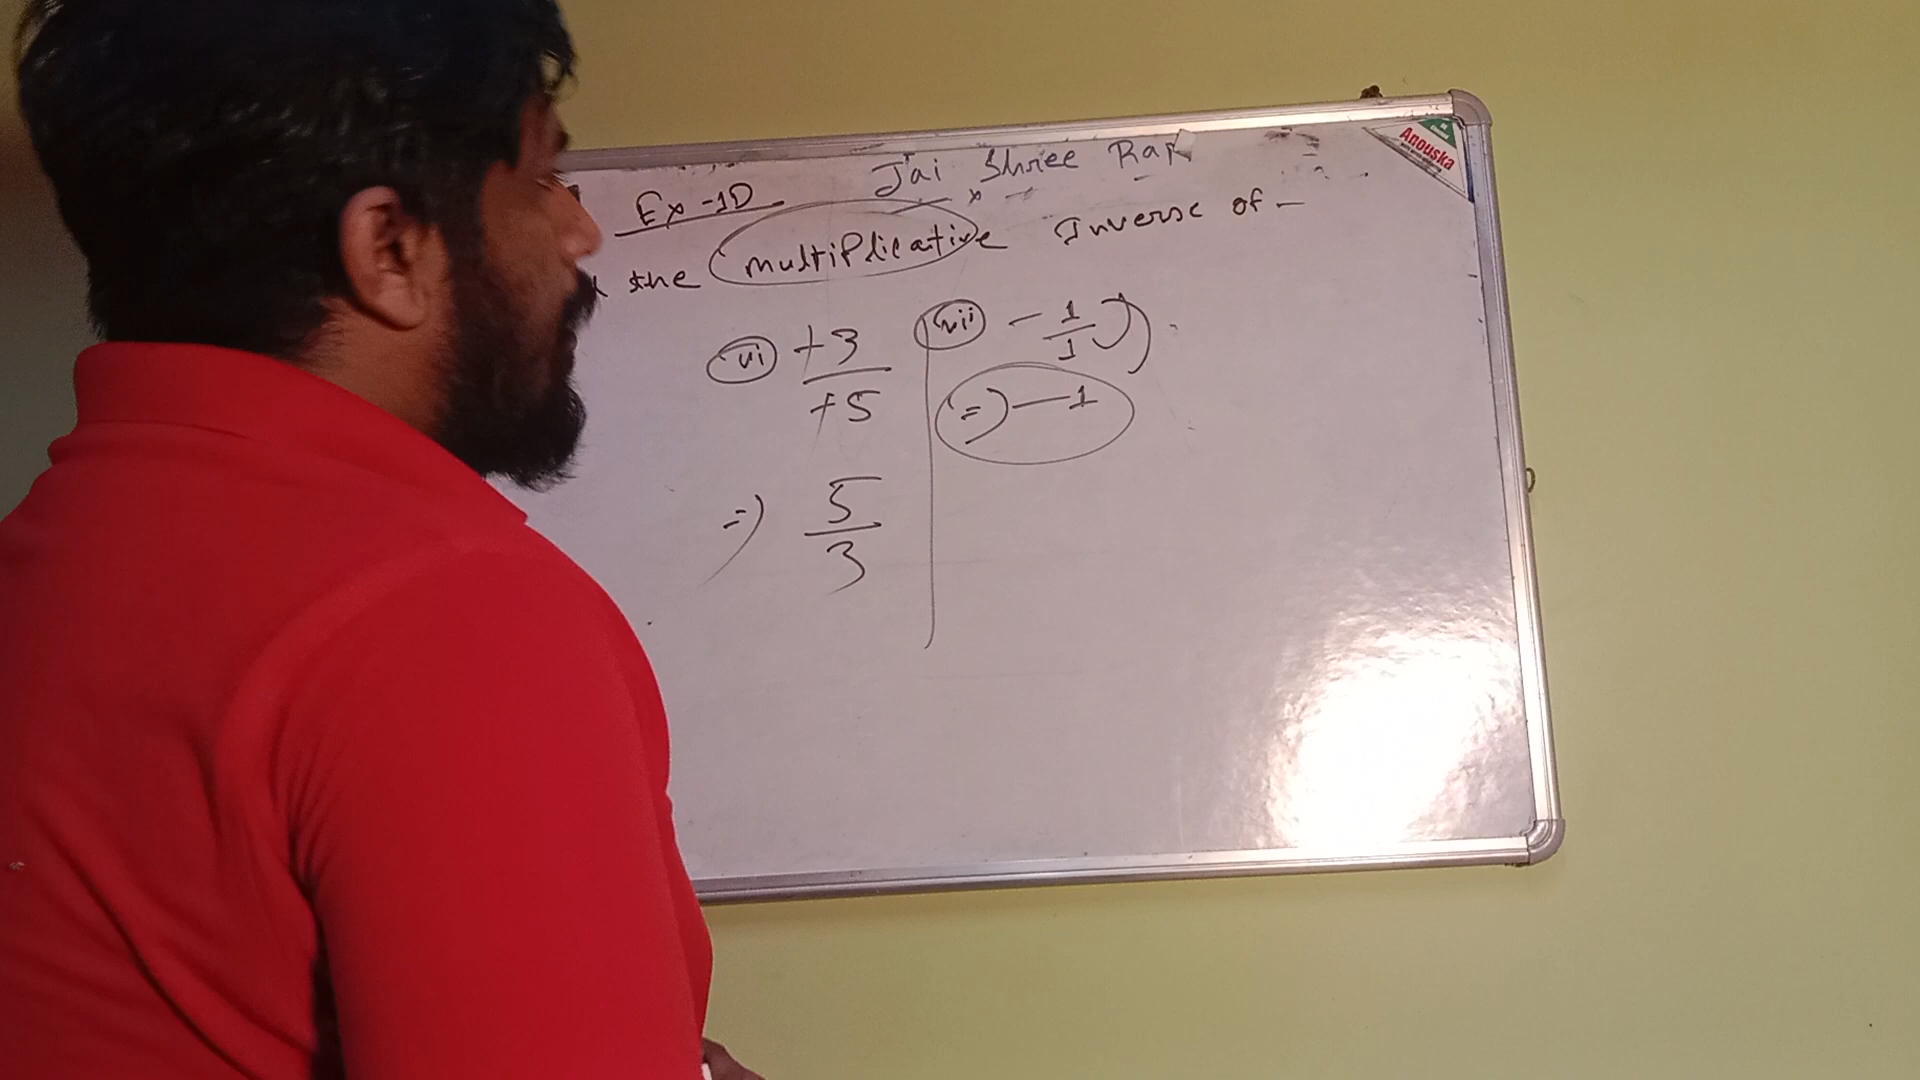 Jai Shree Ram
Ex-1D
the multiplicative Inverse of -
vi +3/+5
=> 5/3
vii -1/1
=> -1
Anouska